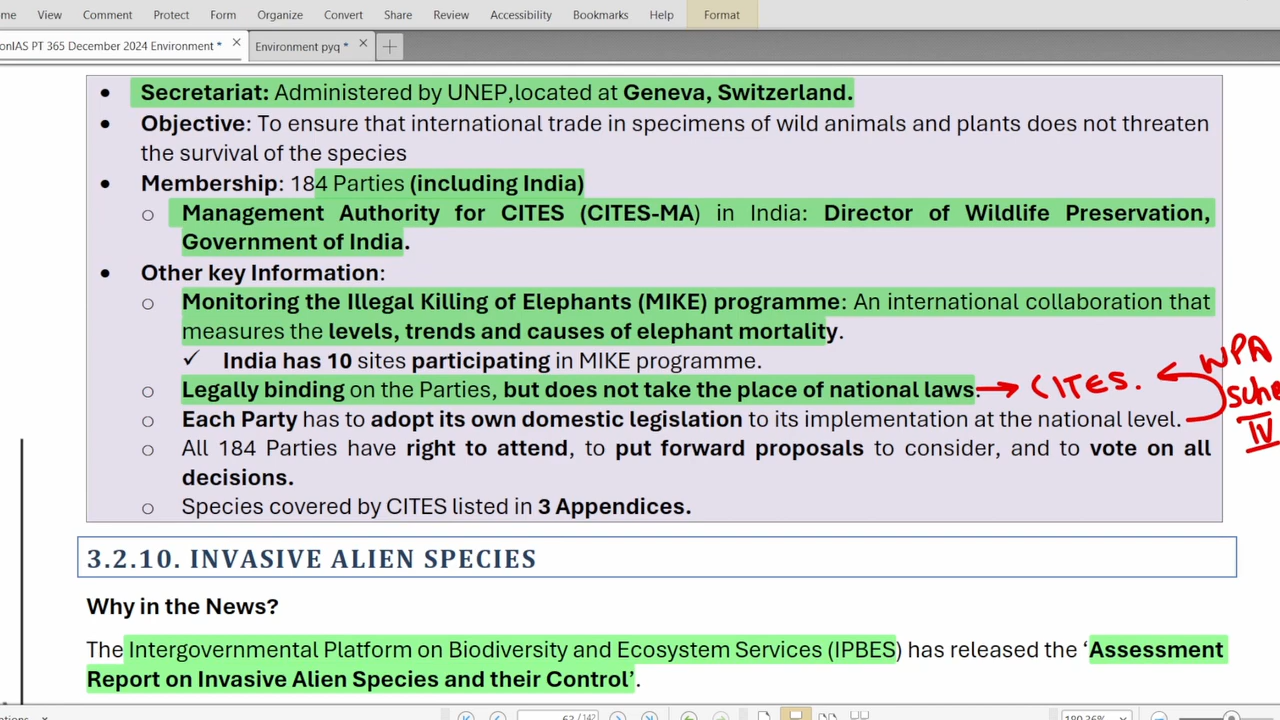 me View Comment Protect Form Organize Convert Share Review Accessibility Bookmarks Help Format
onIAS PT 365 December 2024 Environment * × Environment pyq * × +
• Secretariat: Administered by UNEP,located at Geneva, Switzerland.
• Objective: To ensure that international trade in specimens of wild animals and plants does not threaten
the survival of the species
• Membership: 184 Parties (including India)
○ Management Authority for CITES (CITES-MA) in India: Director of Wildlife Preservation,
Government of India.
• Other key Information:
○ Monitoring the Illegal Killing of Elephants (MIKE) programme: An international collaboration that
measures the levels, trends and causes of elephant mortality.
✓ India has 10 sites participating in MIKE programme.
○ Legally binding on the Parties, but does not take the place of national laws. → CITES. ← WPA
○ Each Party has to adopt its own domestic legislation to its implementation at the national level. sche
IV
○ All 184 Parties have right to attend, to put forward proposals to consider, and to vote on all
decisions.
○ Species covered by CITES listed in 3 Appendices.
3.2.10. INVASIVE ALIEN SPECIES
Why in the News?
The Intergovernmental Platform on Biodiversity and Ecosystem Services (IPBES) has released the ‘Assessment
Report on Invasive Alien Species and their Control’.